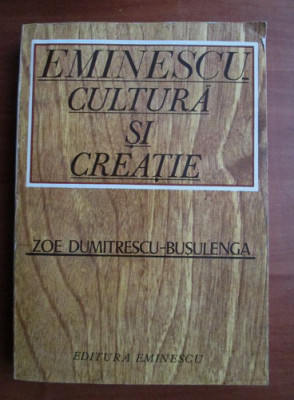 EMINESCU
CULTURĂ
ȘI
CREAȚIE
ZOE DUMITRESCU-BUȘULENGA
EDITURA EMINESCU